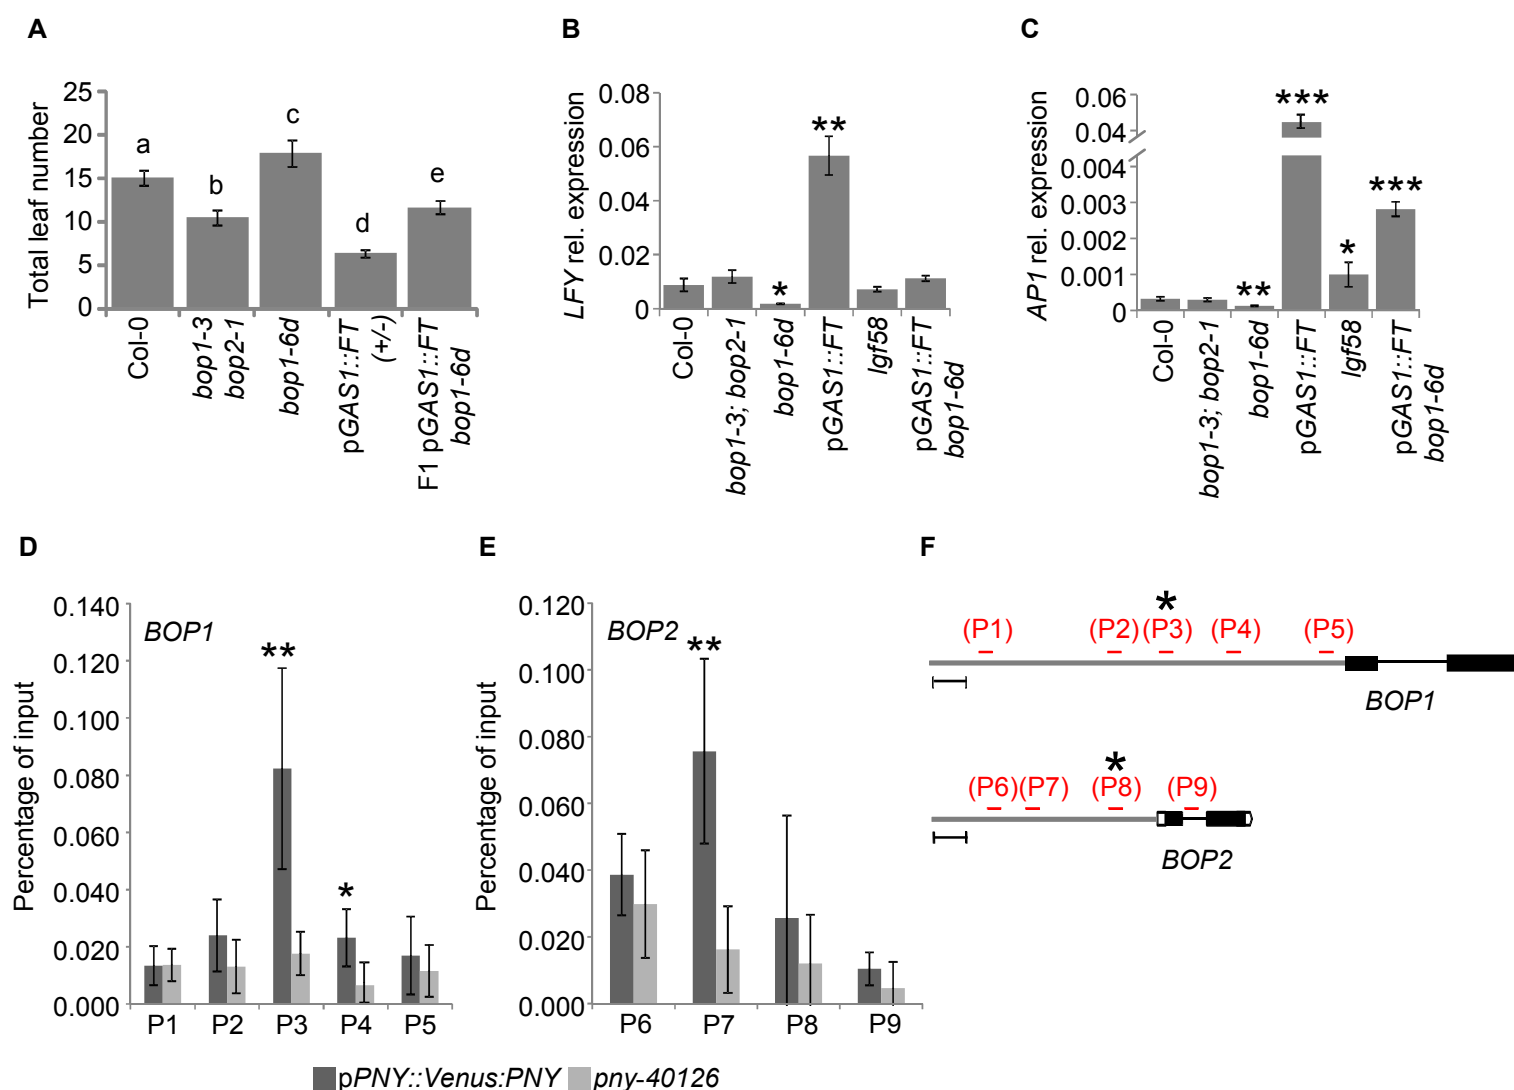 A
B
C
25
20
15
10
5
0
Total leaf number
a
b
c
d
e
Col-0
bop1-3
bop2-1
bop1-6d
pGAS1::FT
(+/-)
F1 pGAS1::FT
bop1-6d
0.08
0.06
0.04
0.02
0
LFY rel. expression
*
**
Col-0
bop1-3; bop2-1
bop1-6d
pGAS1::FT
lgf58
pGAS1::FT
bop1-6d
0.06
0.04
0.004
0.003
0.002
0.001
0
AP1 rel. expression
**
***
*
***
Col-0
bop1-3; bop2-1
bop1-6d
pGAS1::FT
lgf58
pGAS1::FT
bop1-6d
D
E
F
0.140
0.120
0.100
0.080
0.060
0.040
0.020
0.000
Percentage of input
BOP1
**
*
P1 P2 P3 P4 P5
0.120
0.100
0.080
0.060
0.040
0.020
0.000
Percentage of input
BOP2
**
P6 P7 P8 P9
*
(P1) (P2) (P3) (P4) (P5)
BOP1
*
(P6) (P7) (P8) (P9)
BOP2
pPNY::Venus:PNY pny-40126